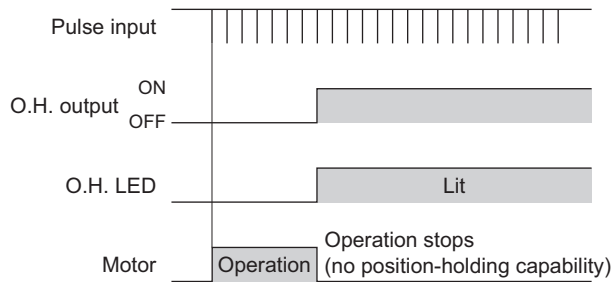 Pulse input
ON
O.H. output
OFF
O.H. LED
Lit
Operation stops
Motor
Operation
(no position-holding capability)